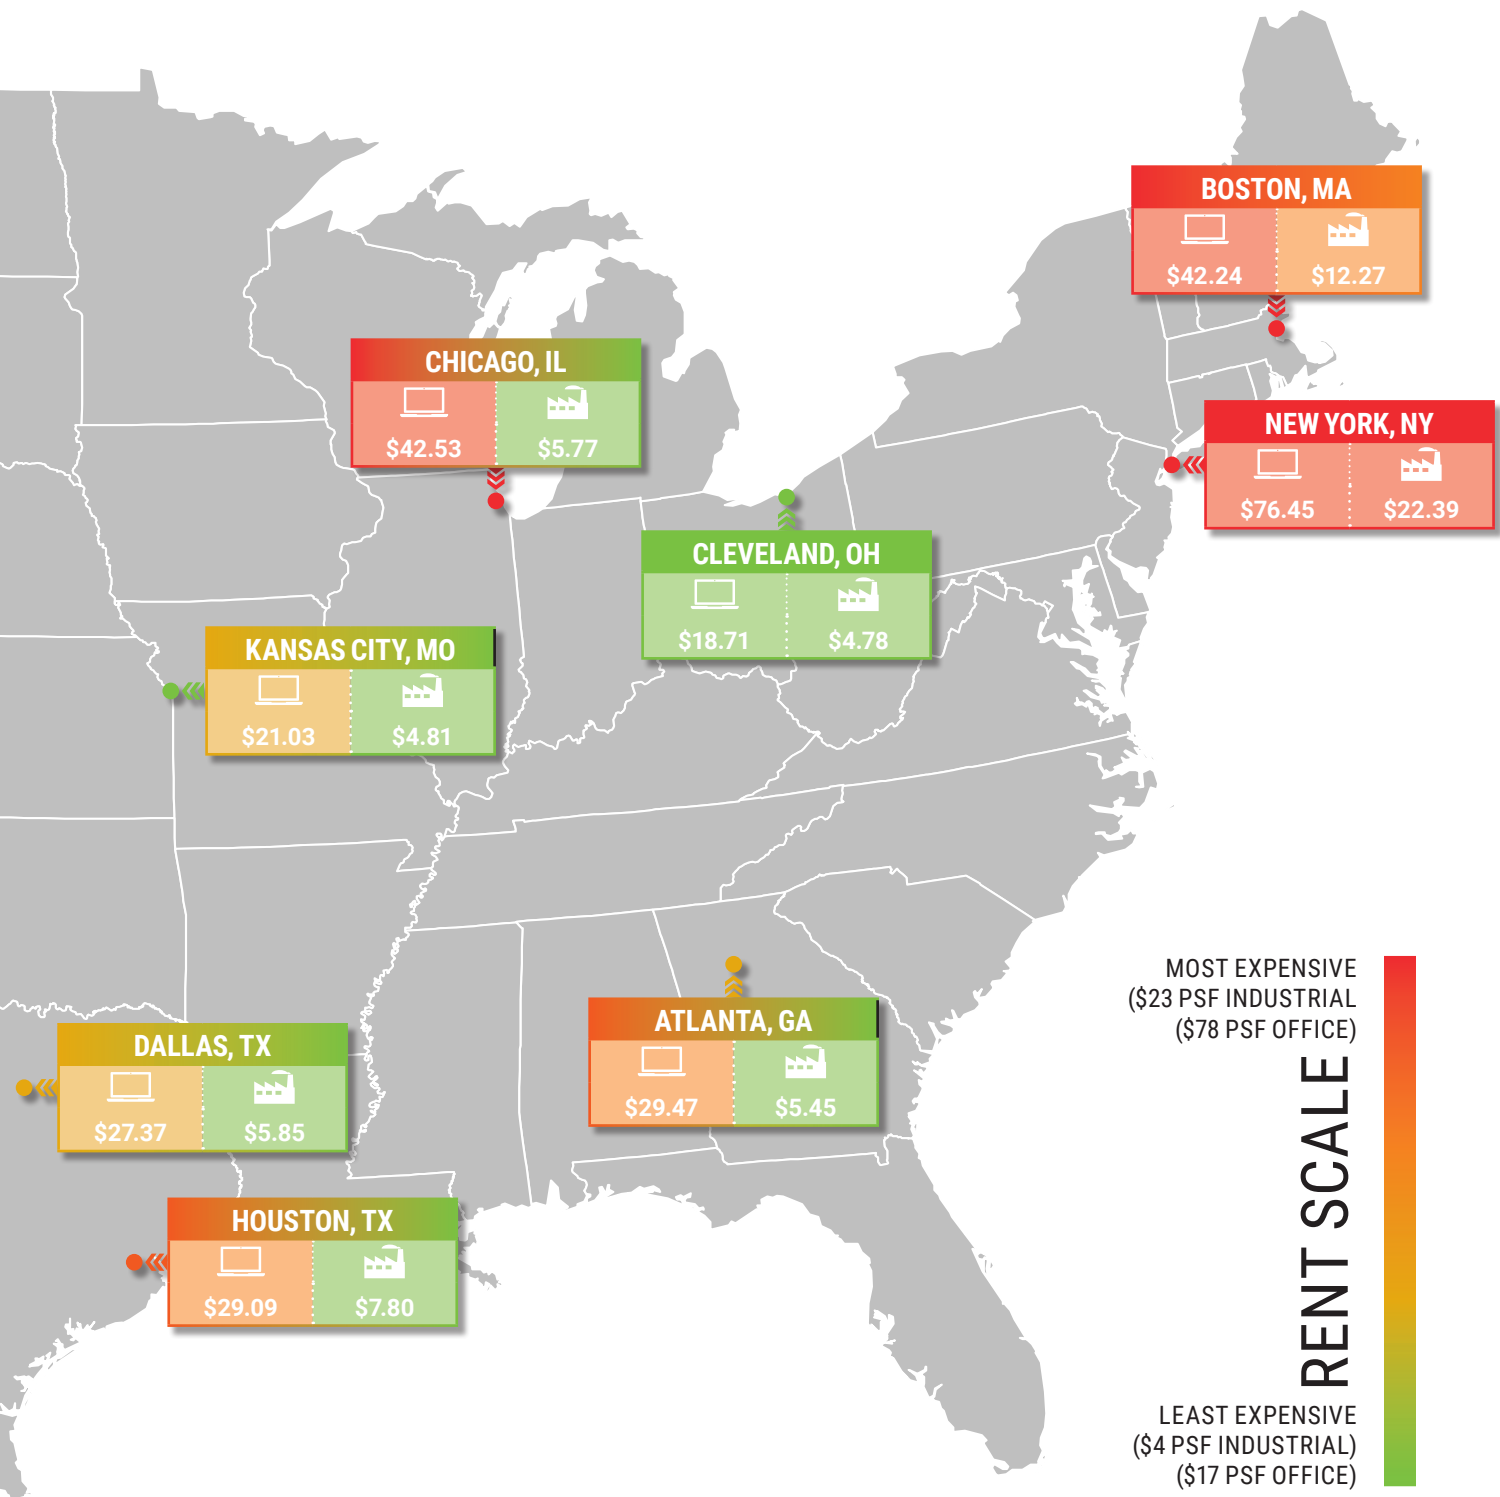 BOSTON, MA
$42.24 $12.27
CHICAGO, IL
$42.53 $5.77
NEW YORK, NY
$76.45 $22.39
CLEVELAND, OH
$18.71 $4.78
KANSAS CITY, MO
$21.03 $4.81
ATLANTA, GA
$29.47 $5.45
DALLAS, TX
$27.37 $5.85
HOUSTON, TX
$29.09 $7.80
MOST EXPENSIVE
($23 PSF INDUSTRIAL
($78 PSF OFFICE)
RENT SCALE
LEAST EXPENSIVE
($4 PSF INDUSTRIAL)
($17 PSF OFFICE)